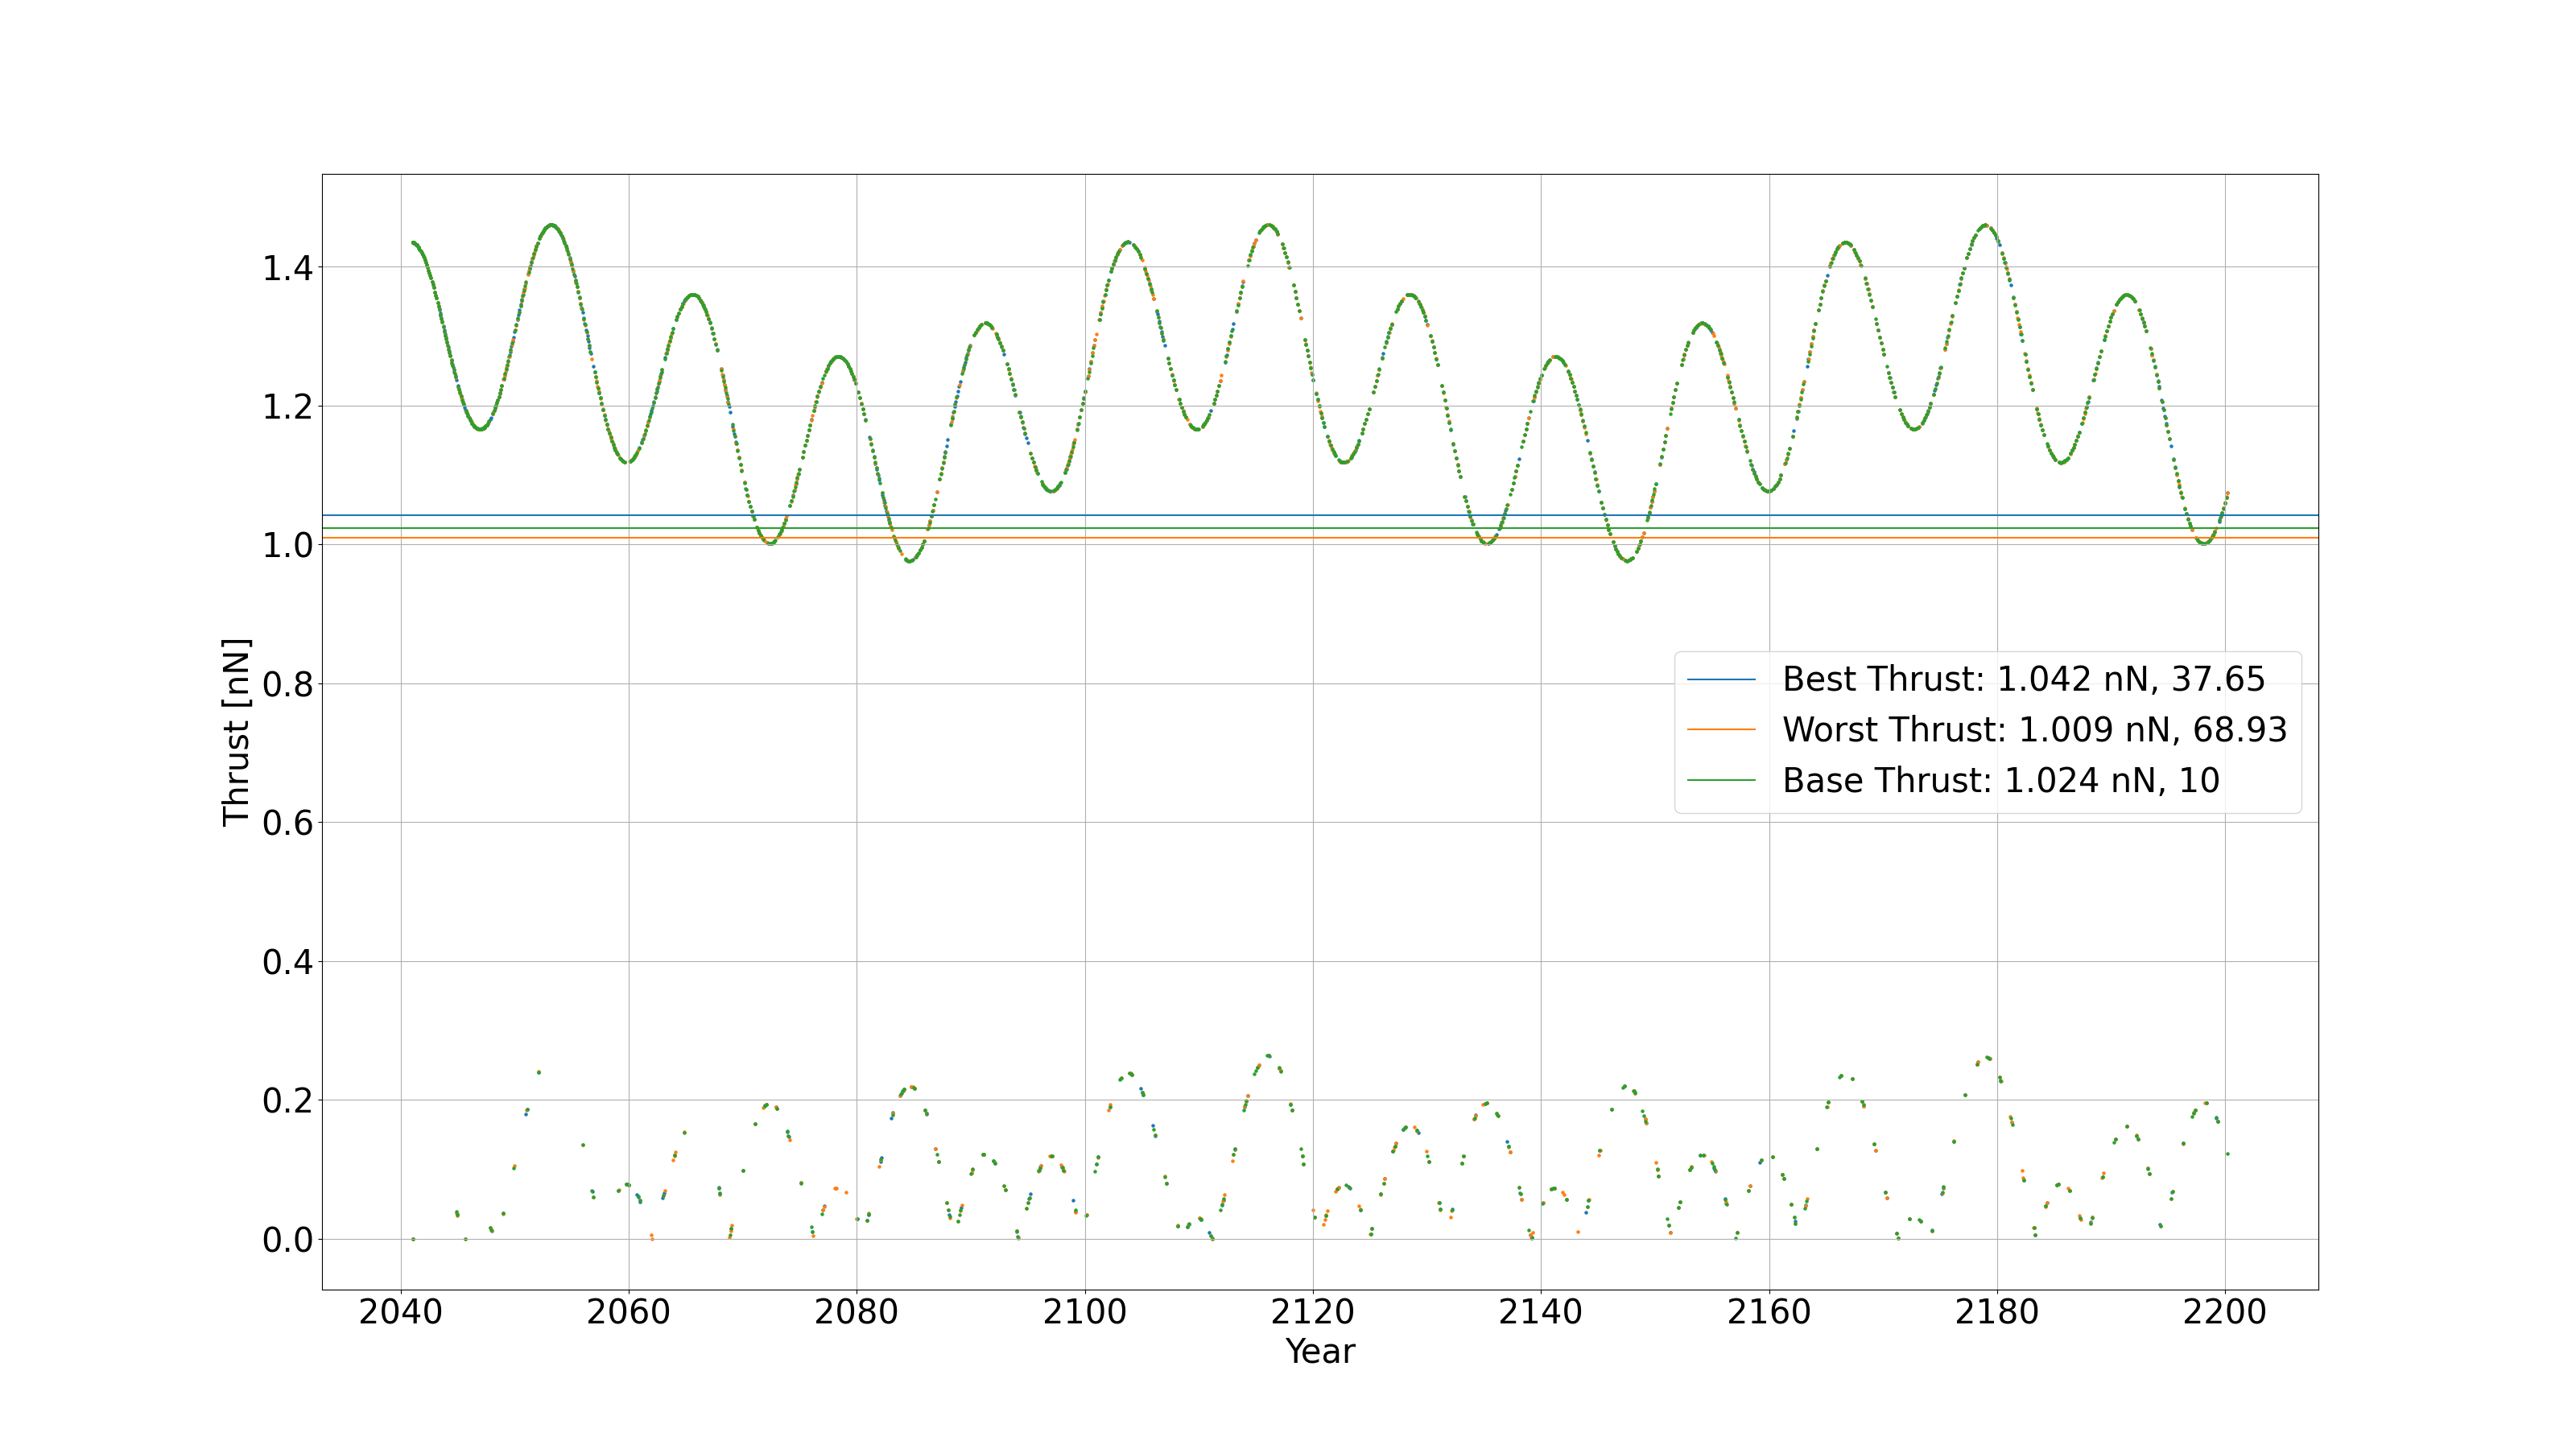 Thrust [nN]
1.4
1.2
1.0
0.8
0.6
0.4
0.2
0.0
Best Thrust: 1.042 nN, 37.65
Worst Thrust: 1.009 nN, 68.93
Base Thrust: 1.024 nN, 10
2040 2060 2080 2100 2120 2140 2160 2180 2200
Year